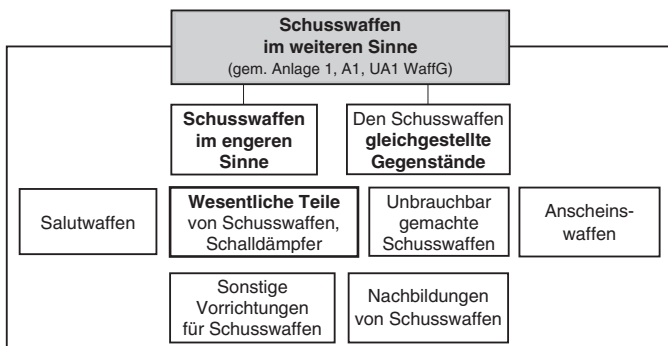 Schusswaffen
im weiteren Sinne
(gem. Anlage 1, A1, UA1 WaffG)
Schusswaffen
im engeren
Sinne
Den Schusswaffen
gleichgestellte
Gegenstände
Salutwaffen
Wesentliche Teile
von Schusswaffen,
Schalldämpfer
Unbrauchbar
gemachte
Schusswaffen
Anscheins-
waffen
Sonstige
Vorrichtungen
für Schusswaffen
Nachbildungen
von Schusswaffen